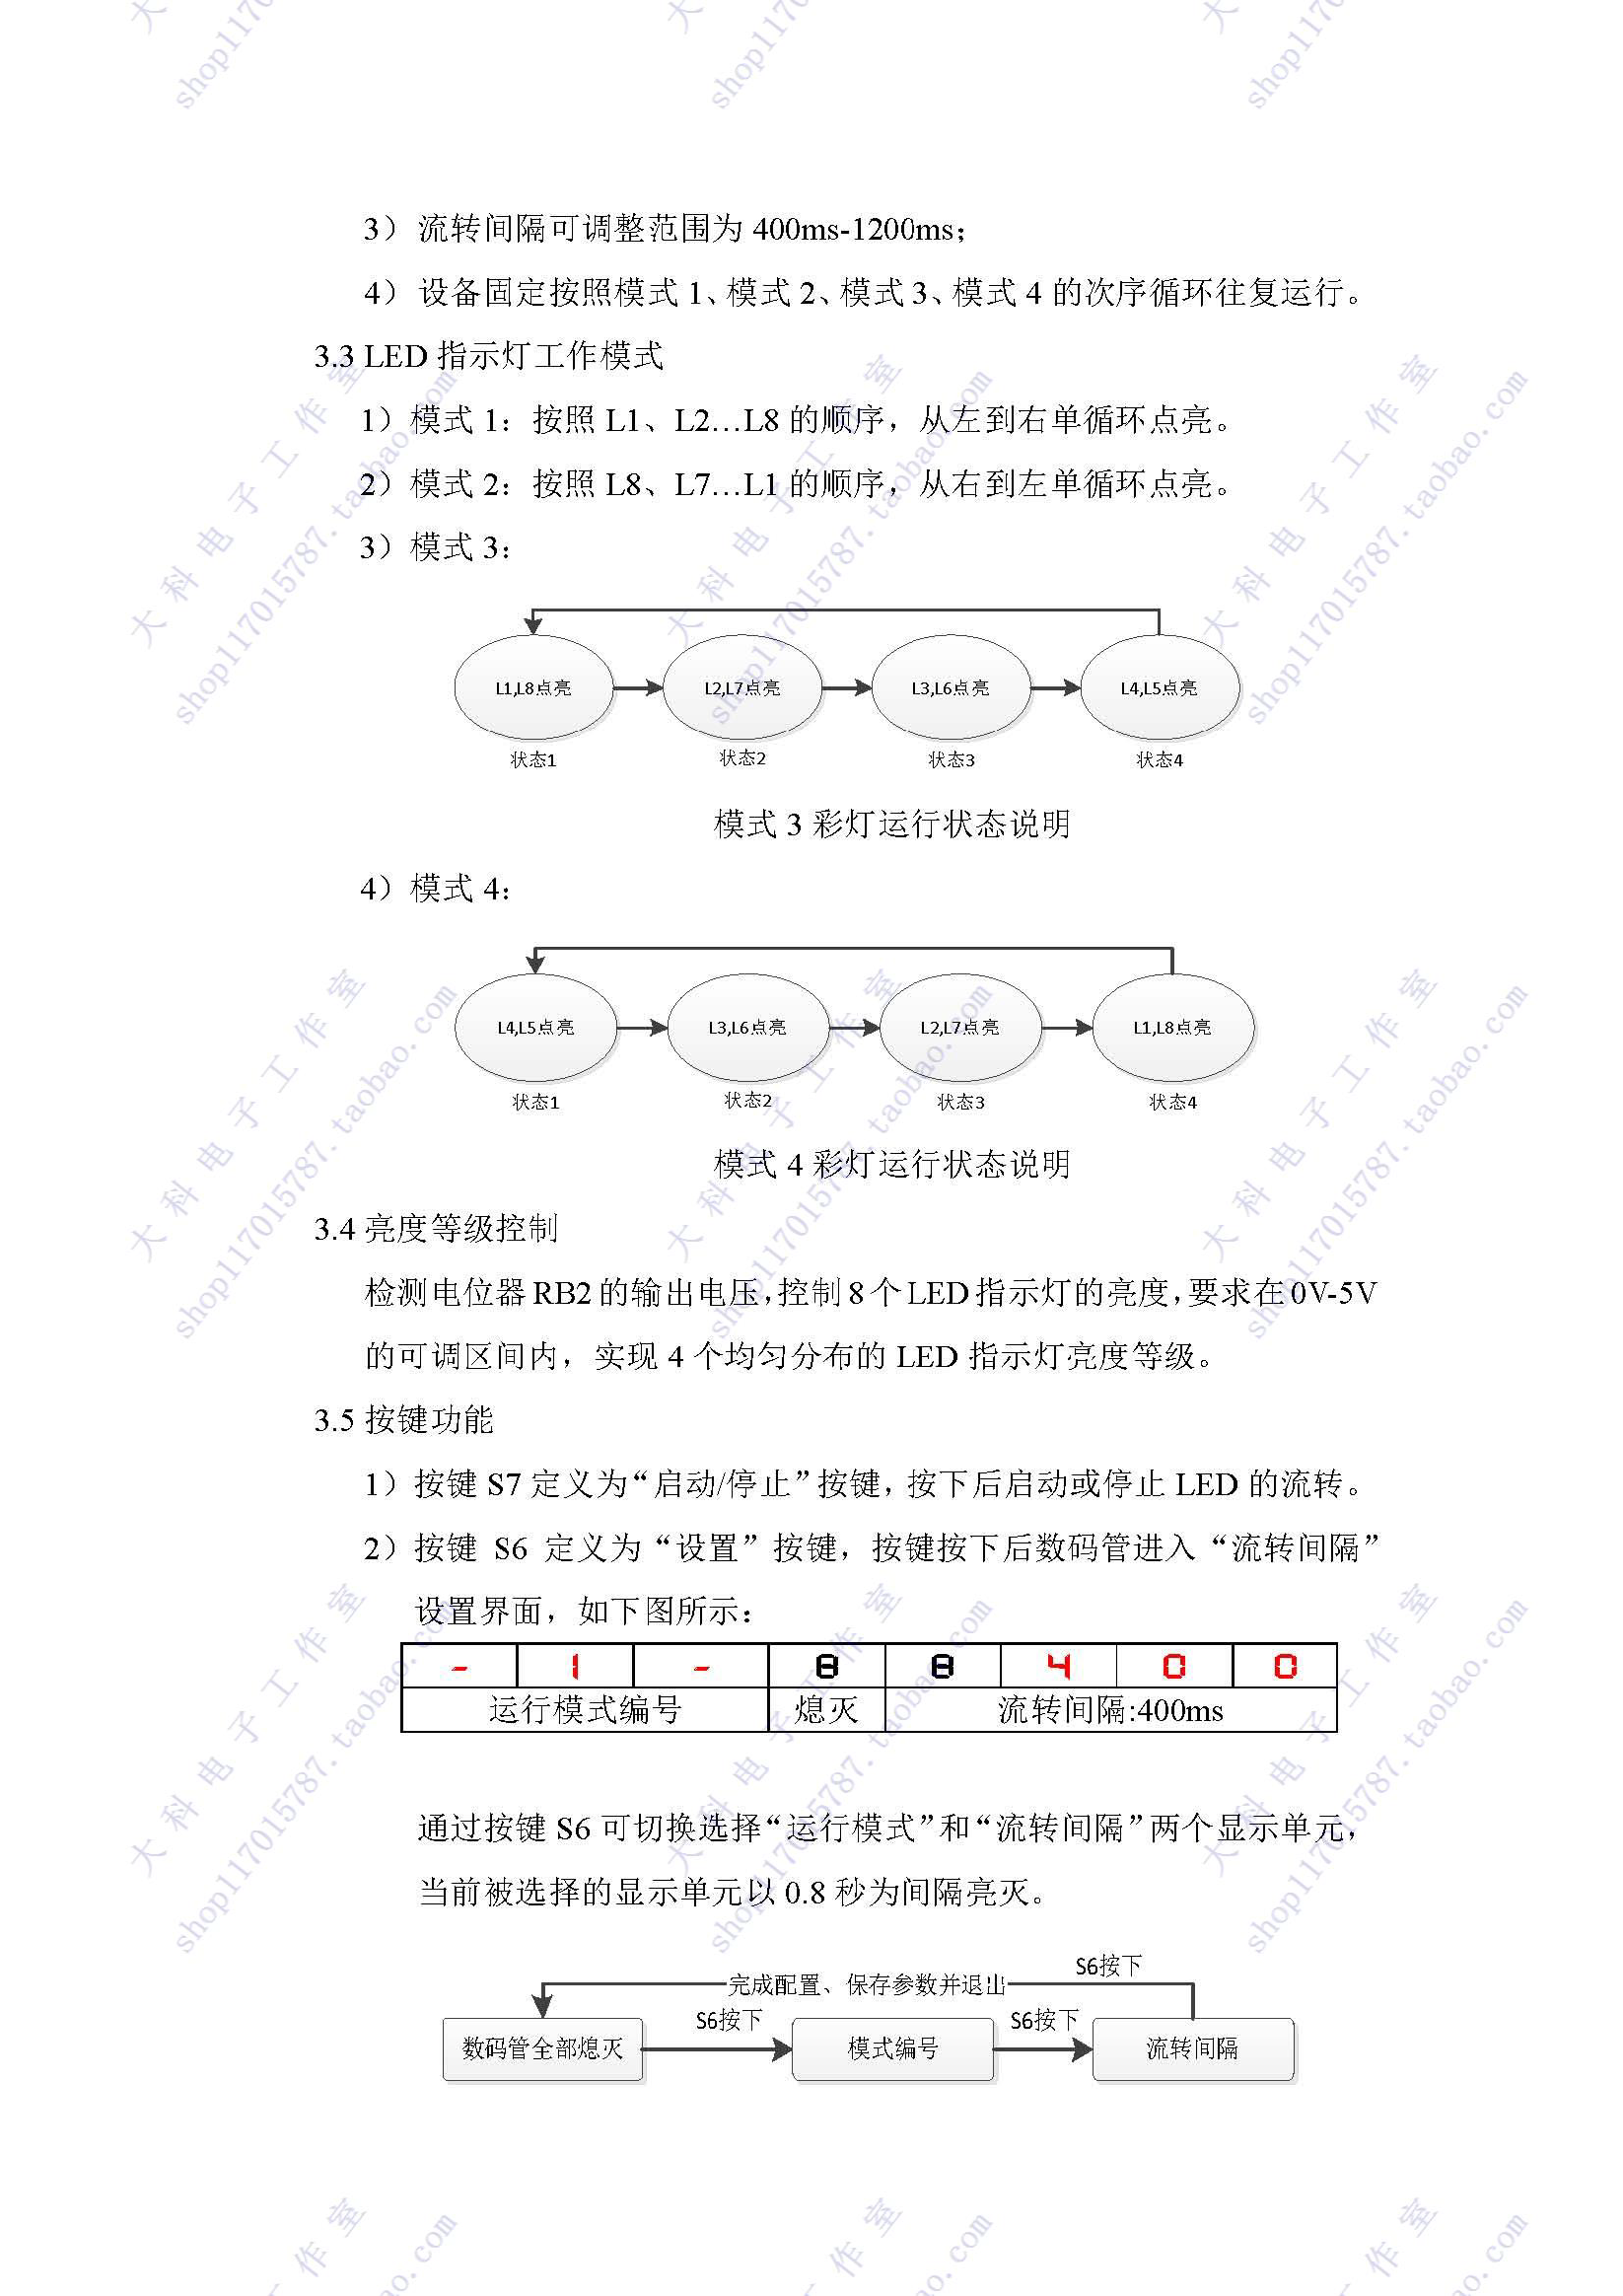 3） 流转间隔可调整范围为 400ms-1200ms；
4） 设备固定按照模式 1、模式 2、模式 3、模式 4 的次序循环往复运行。
3.3 LED 指示灯工作模式
1）模式 1：按照 L1、L2…L8 的顺序，从左到右单循环点亮。
2）模式 2：按照 L8、L7…L1 的顺序，从右到左单循环点亮。
3）模式 3：
L1,L8点亮 L2,L7点亮 L3,L6点亮 L4,L5点亮
状态1 状态2 状态3 状态4
模式 3 彩灯运行状态说明
4）模式 4：
L4,L5点亮 L3,L6点亮 L2,L7点亮 L1,L8点亮
状态1 状态2 状态3 状态4
模式 4 彩灯运行状态说明
3.4 亮度等级控制
检测电位器 RB2 的输出电压，控制 8 个 LED 指示灯的亮度，要求在 0V-5V
的可调区间内，实现 4 个均匀分布的 LED 指示灯亮度等级。
3.5 按键功能
1）按键 S7 定义为“启动/停止”按键，按下后启动或停止 LED 的流转。
2）按键 S6 定义为“设置”按键，按键按下后数码管进入“流转间隔”
设置界面，如下图所示：
- 1 - 8 8 4 0 0
运行模式编号 熄灭 流转间隔:400ms
通过按键 S6 可切换选择“运行模式”和“流转间隔”两个显示单元，
当前被选择的显示单元以 0.8 秒为间隔亮灭。
S6按下
完成配置、保存参数并退出
S6按下 S6按下
数码管全部熄灭 模式编号 流转间隔
大科电子工作室
shop117015787.taobao.com